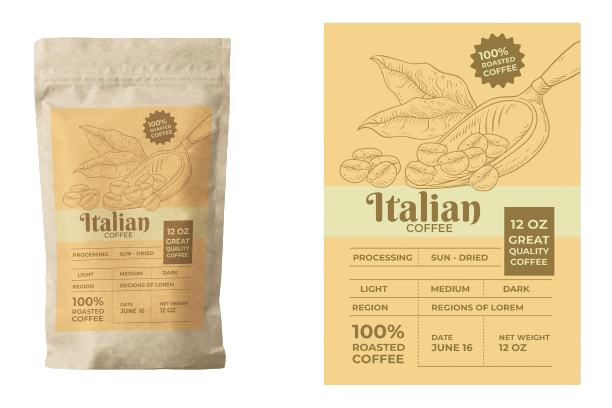 100%
ROASTED
COFFEE
Italian
COFFEE
12 OZ
GREAT
QUALITY
COFFEE
PROCESSING SUN - DRIED
LIGHT MEDIUM DARK
REGION REGIONS OF LOREM
100%
ROASTED
COFFEE
DATE
JUNE 16
NET WEIGHT
12 OZ
100%
ROASTED
COFFEE
Italian
COFFEE
12 OZ
GREAT
QUALITY
COFFEE
PROCESSING SUN - DRIED
LIGHT MEDIUM DARK
REGION REGIONS OF LOREM
100%
ROASTED
COFFEE
DATE
JUNE 16
NET WEIGHT
12 OZ